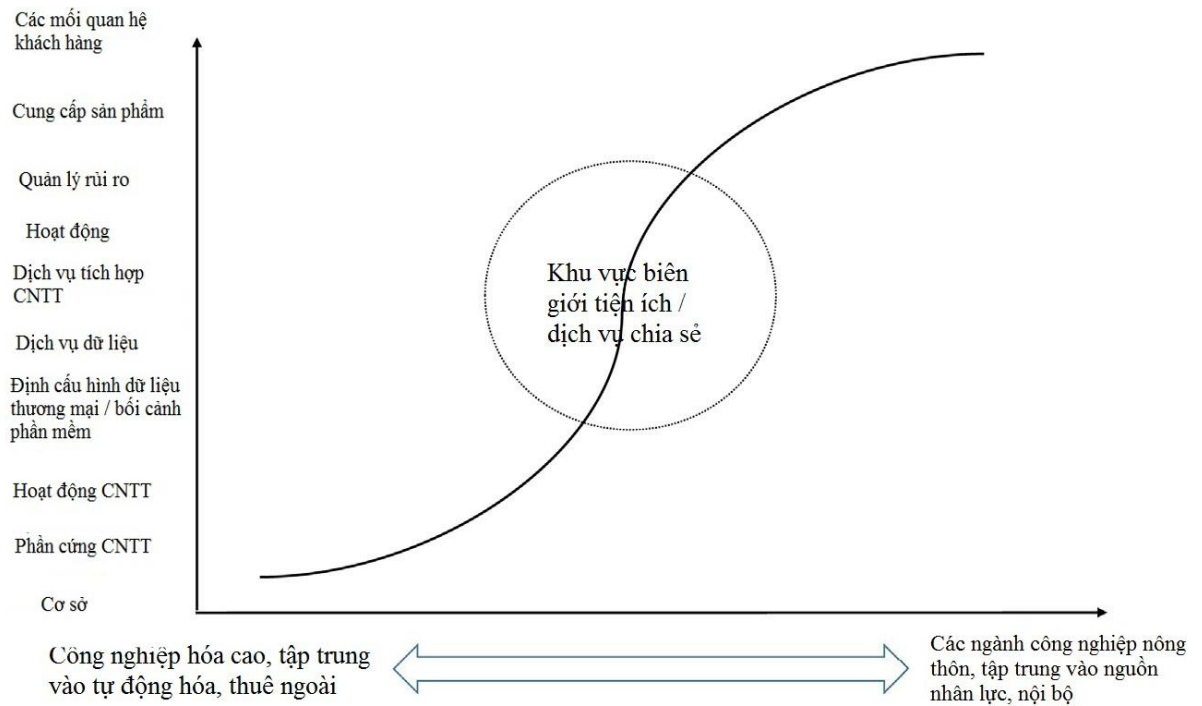 Các mối quan hệ
khách hàng
Cung cấp sản phẩm
Quản lý rủi ro
Hoạt động
Dịch vụ tích hợp
CNTT
Dịch vụ dữ liệu
Định cấu hình dữ liệu
thương mại / bối cảnh
phần mềm
Hoạt động CNTT
Phần cứng CNTT
Cơ sở
Khu vực biên
giới tiện ích /
dịch vụ chia sẻ
Công nghiệp hóa cao, tập trung
vào tự động hóa, thuê ngoài
Các ngành công nghiệp nông
thôn, tập trung vào nguồn
nhân lực, nội bộ